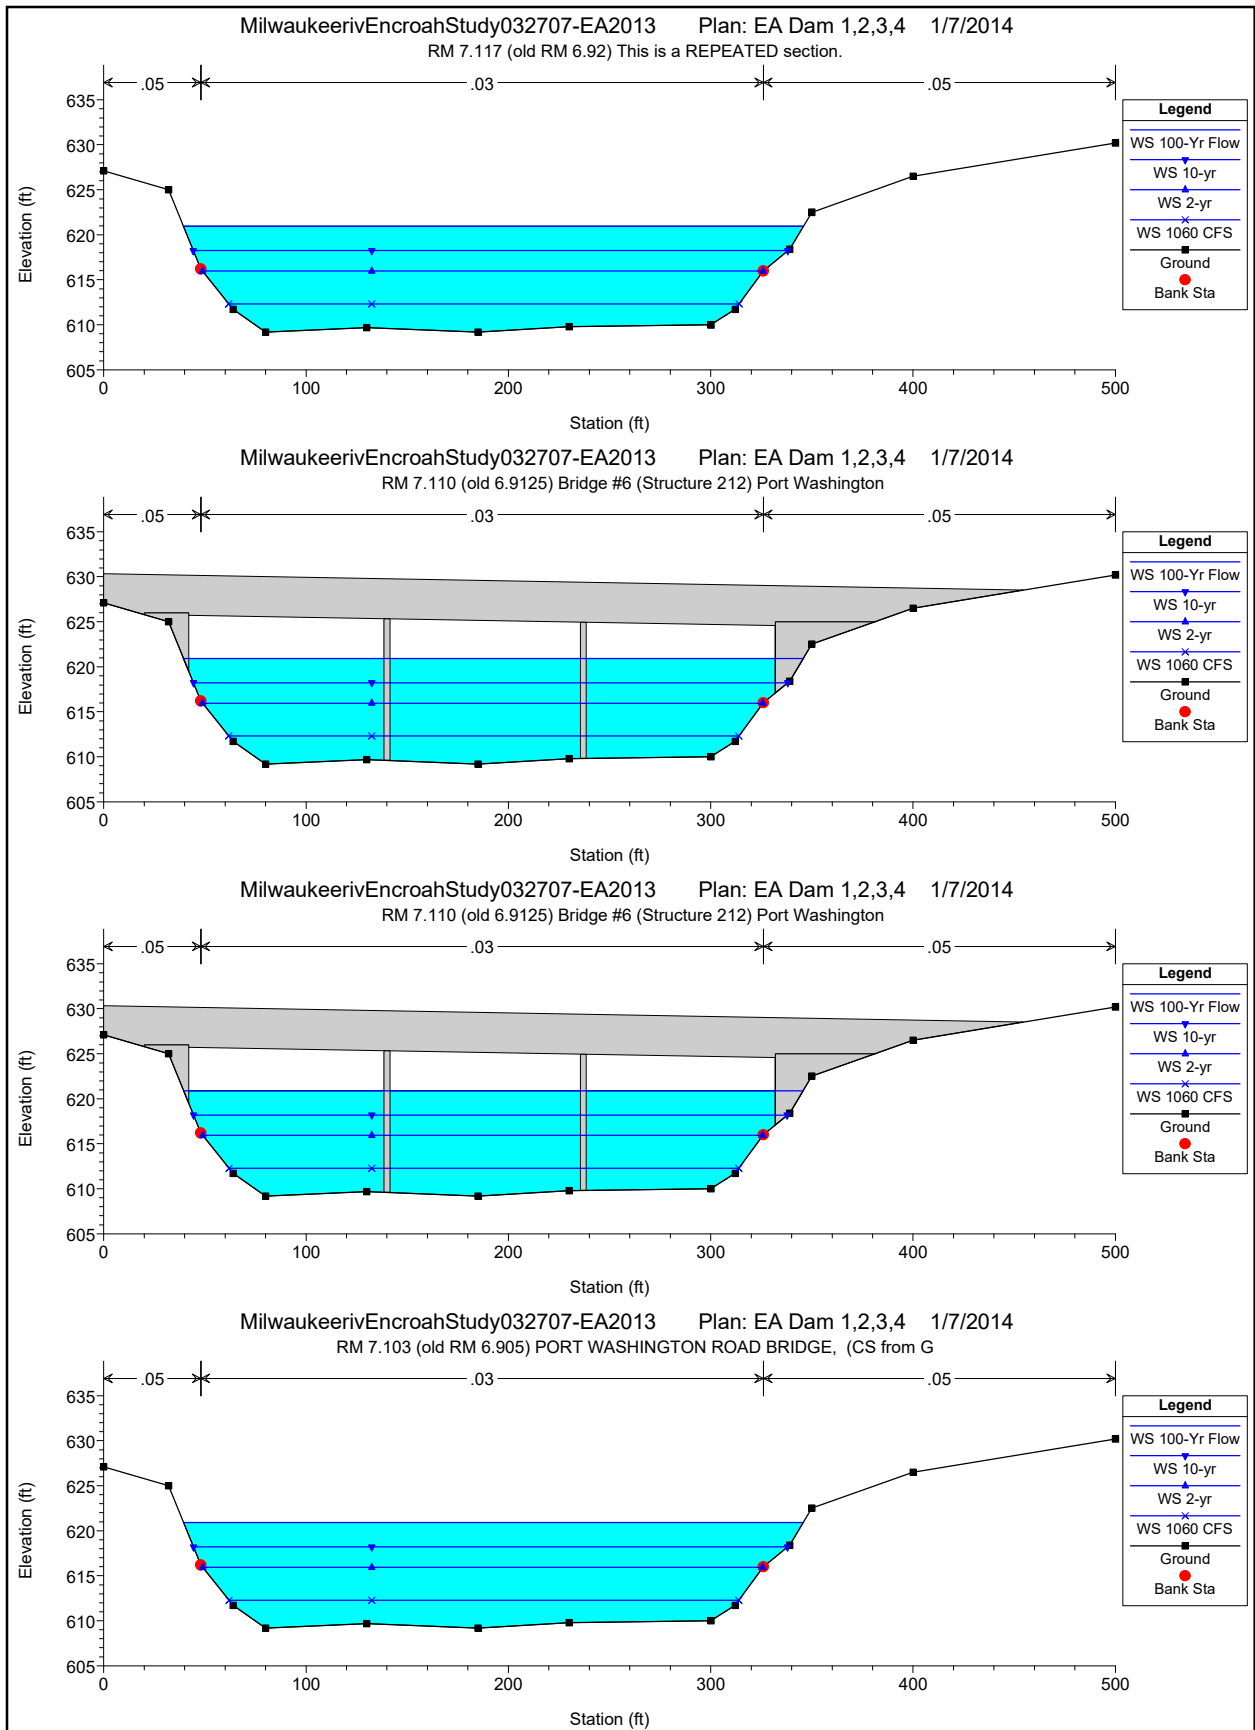 MilwaukeerivEncroahStudy032707-EA2013 Plan: EA Dam 1,2,3,4 1/7/2014
RM 7.117 (old RM 6.92) This is a REPEATED section.
.05 .03 .05
635
630
625
620
615
610
605
Elevation (ft)
0 100 200 300 400 500
Station (ft)
Legend
WS 100-Yr Flow
WS 10-yr
WS 2-yr
WS 1060 CFS
Ground
Bank Sta
MilwaukeerivEncroahStudy032707-EA2013 Plan: EA Dam 1,2,3,4 1/7/2014
RM 7.110 (old 6.9125) Bridge #6 (Structure 212) Port Washington
.05 .03 .05
635
630
625
620
615
610
605
Elevation (ft)
0 100 200 300 400 500
Station (ft)
Legend
WS 100-Yr Flow
WS 10-yr
WS 2-yr
WS 1060 CFS
Ground
Bank Sta
MilwaukeerivEncroahStudy032707-EA2013 Plan: EA Dam 1,2,3,4 1/7/2014
RM 7.110 (old 6.9125) Bridge #6 (Structure 212) Port Washington
.05 .03 .05
635
630
625
620
615
610
605
Elevation (ft)
0 100 200 300 400 500
Station (ft)
Legend
WS 100-Yr Flow
WS 10-yr
WS 2-yr
WS 1060 CFS
Ground
Bank Sta
MilwaukeerivEncroahStudy032707-EA2013 Plan: EA Dam 1,2,3,4 1/7/2014
RM 7.103 (old RM 6.905) PORT WASHINGTON ROAD BRIDGE, (CS from G
.05 .03 .05
635
630
625
620
615
610
605
Elevation (ft)
0 100 200 300 400 500
Station (ft)
Legend
WS 100-Yr Flow
WS 10-yr
WS 2-yr
WS 1060 CFS
Ground
Bank Sta